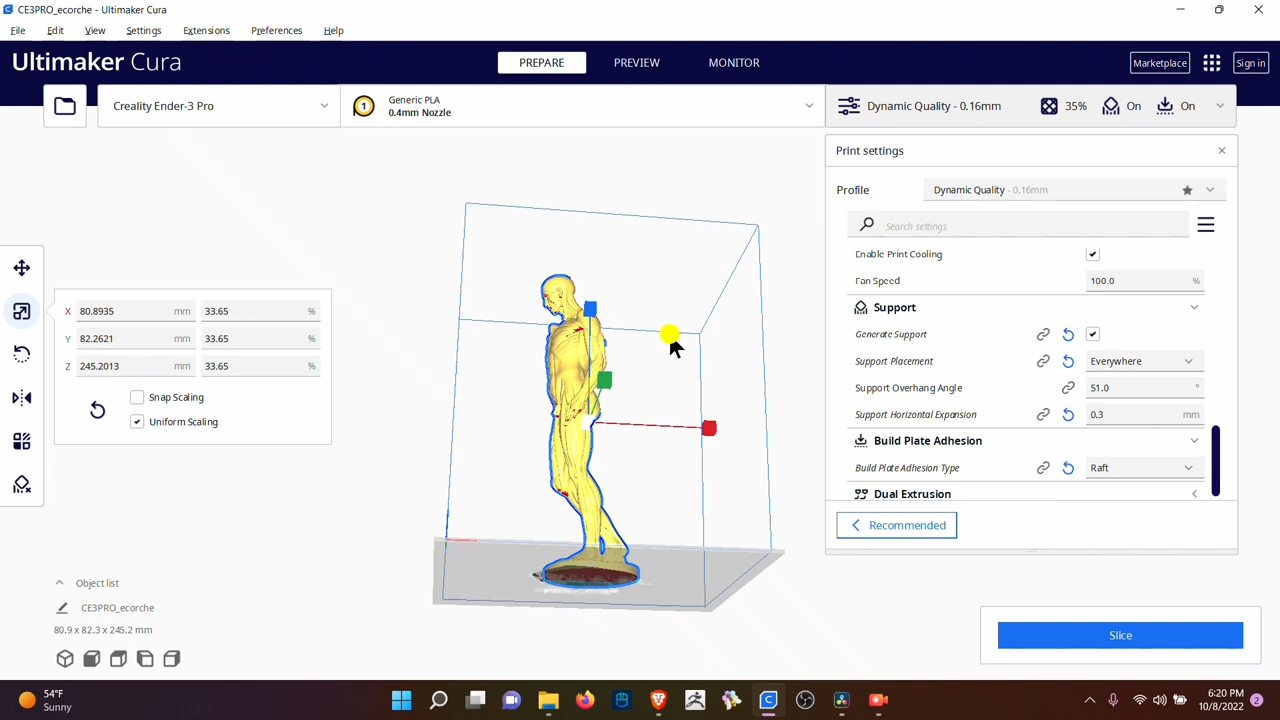 CE3PRO_ecorche - Ultimaker Cura
File Edit View Settings Extensions Preferences Help
Ultimaker Cura
PREPARE PREVIEW MONITOR
Marketplace Sign in
Creality Ender-3 Pro
1 Generic PLA
0.4mm Nozzle
Dynamic Quality - 0.16mm 35% On On
Print settings
Profile Dynamic Quality - 0.16mm
Search settings
Enable Print Cooling
Fan Speed 100.0 %
Support
Generate Support
Support Placement Everywhere
Support Overhang Angle 51.0 °
Support Horizontal Expansion 0.3 mm
Build Plate Adhesion
Build Plate Adhesion Type Raft
Dual Extrusion
Recommended
X 80.8935 mm 33.65 %
Y 82.2621 mm 33.65 %
Z 245.2013 mm 33.65 %
Snap Scaling
Uniform Scaling
Object list
CE3PRO_ecorche
80.9 x 82.3 x 245.2 mm
Slice
54°F
Sunny
6:20 PM
10/8/2022
2